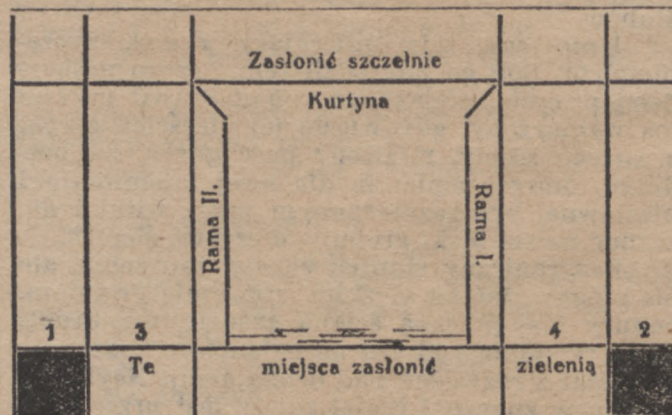 Zasłonić szczelnie
Kurtyna
Rama II.
Rama I.
1 3 4 2
Te miejsca zasłonić zielenią